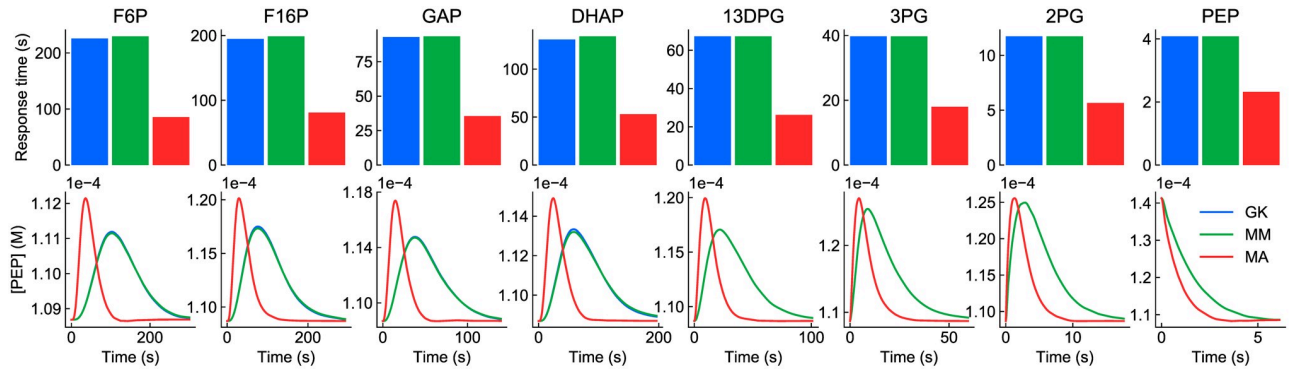 F6P F16P GAP DHAP 13DPG 3PG 2PG PEP
Response time (s)
200 100 0
200 100 0
75 50 25 0
100 50 0
60 40 20 0
40 20 0
10 5 0
4 2 0
1e−4 1e−4 1e−4 1e−4 1e−4 1e−4 1e−4 1e−4
[PEP] (M)
1.12 1.11 1.10 1.09
1.20 1.15 1.10
1.18 1.14 1.10
1.14 1.12 1.10
1.20 1.15 1.10
1.2 1.1
1.25 1.20 1.15 1.10
1.4 1.3 1.2 1.1
GK
MM
MA
0 200 0 200 0 100 0 200 0 100 0 50 0 10 0 5
Time (s) Time (s) Time (s) Time (s) Time (s) Time (s) Time (s) Time (s)